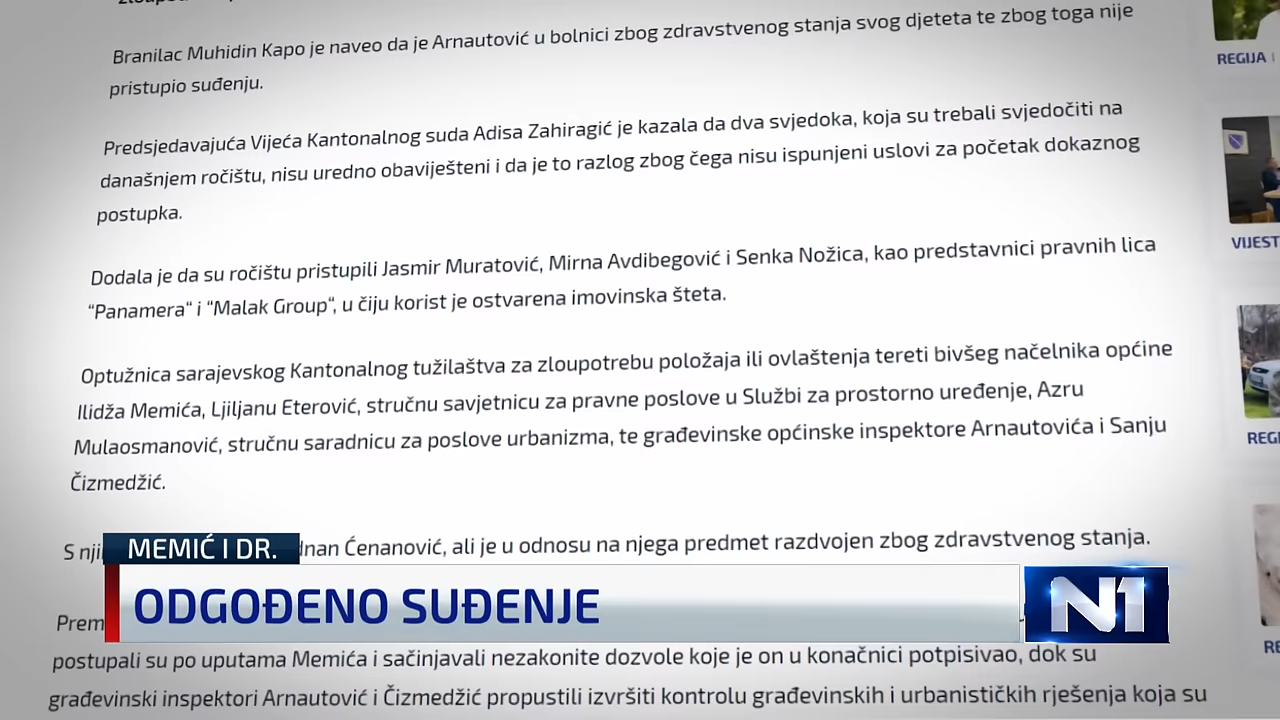 Branilac Muhidin Kapo je naveo da je Arnautović u bolnici zbog zdravstvenog stanja svog djeteta te zbog toga nije
pristupio suđenju.
Predsjedavajuća Vijeća Kantonalnog suda Adisa Zahiragić je kazala da dva svjedoka, koja su trebali svjedočiti na
današnjem ročištu, nisu uredno obaviješteni i da je to razlog zbog čega nisu ispunjeni uslovi za početak dokaznog
postupka.
Dodala je da su ročištu pristupili Jasmir Muratović, Mirna Avdibegović i Senka Nožica, kao predstavnici pravnih lica
“Panamera“ i “Malak Group“, u čiju korist je ostvarena imovinska šteta.
Optužnica sarajevskog Kantonalnog tužilaštva za zloupotrebu položaja ili ovlaštenja tereti bivšeg načelnika općine
Ilidža Memića, Ljiljanu Eterović, stručnu savjetnicu za pravne poslove u Službi za prostorno uređenje, Azru
Mulaosmanović, stručnu saradnicu za poslove urbanizma, te građevinske općinske inspektore Arnautovića i Sanju
Čizmedžić.
S nji
dnan Ćenanović, ali je u odnosu na njega predmet razdvojen zbog zdravstvenog stanja.
MEMIĆ I DR.
ODGOĐENO SUĐENJE
N1
Prem
postupali su po uputama Memića i sačinjavali nezakonite dozvole koje je on u konačnici potpisivao, dok su
građevinski inspektori Arnautović i Čizmedžić propustili izvršiti kontrolu građevinskih i urbanističkih rješenja koja su
REGIJA
VIJEST
REGI
RE